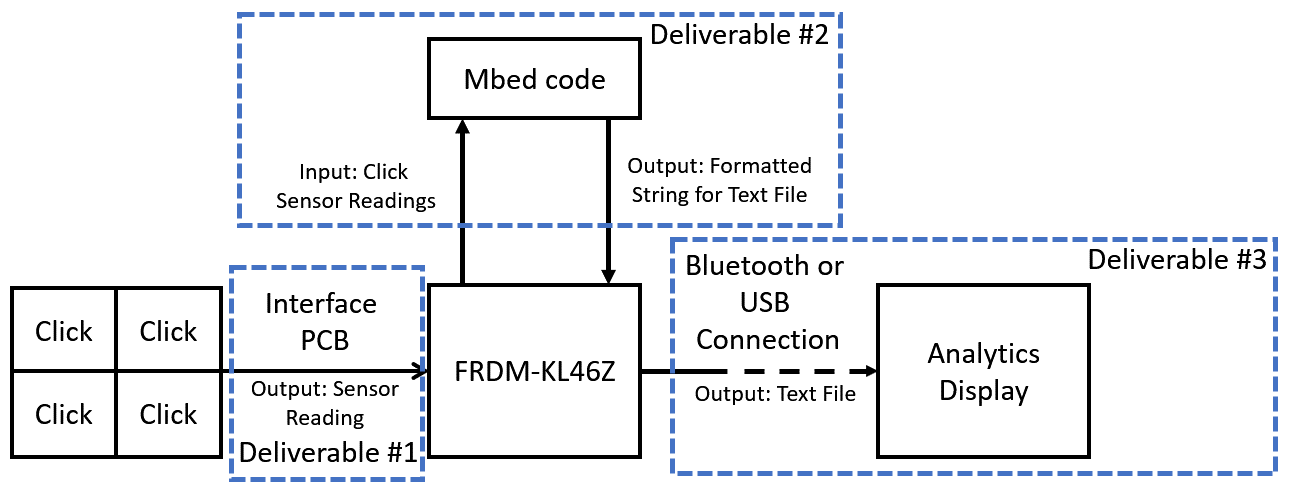 Deliverable #2
Mbed code
Input: Click
Sensor Readings
Output: Formatted
String for Text File
Deliverable #3
Bluetooth or
USB
Connection
Output: Text File
Analytics
Display
Interface
PCB
Output: Sensor
Reading
Deliverable #1
Click
Click
Click
Click
FRDM-KL46Z